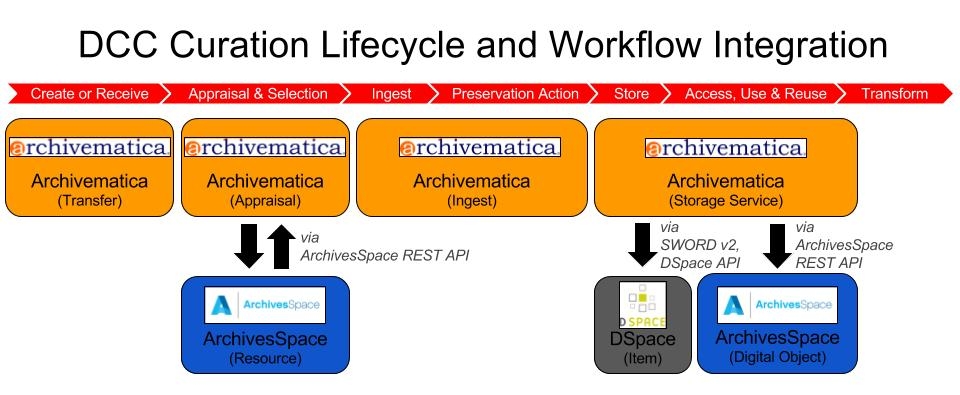 DCC Curation Lifecycle and Workflow Integration
Create or Receive
Appraisal & Selection
Ingest
Preservation Action
Store
Access, Use & Reuse
Transform
archivematica
Archivematica
(Transfer)
archivematica
Archivematica
(Appraisal)
archivematica
Archivematica
(Ingest)
archivematica
Archivematica
(Storage Service)
via
ArchivesSpace REST API
via
SWORD v2,
DSpace API
via
ArchivesSpace
REST API
ArchivesSpace
ArchivesSpace
(Resource)
DSPACE
DSpace
(Item)
ArchivesSpace
ArchivesSpace
(Digital Object)